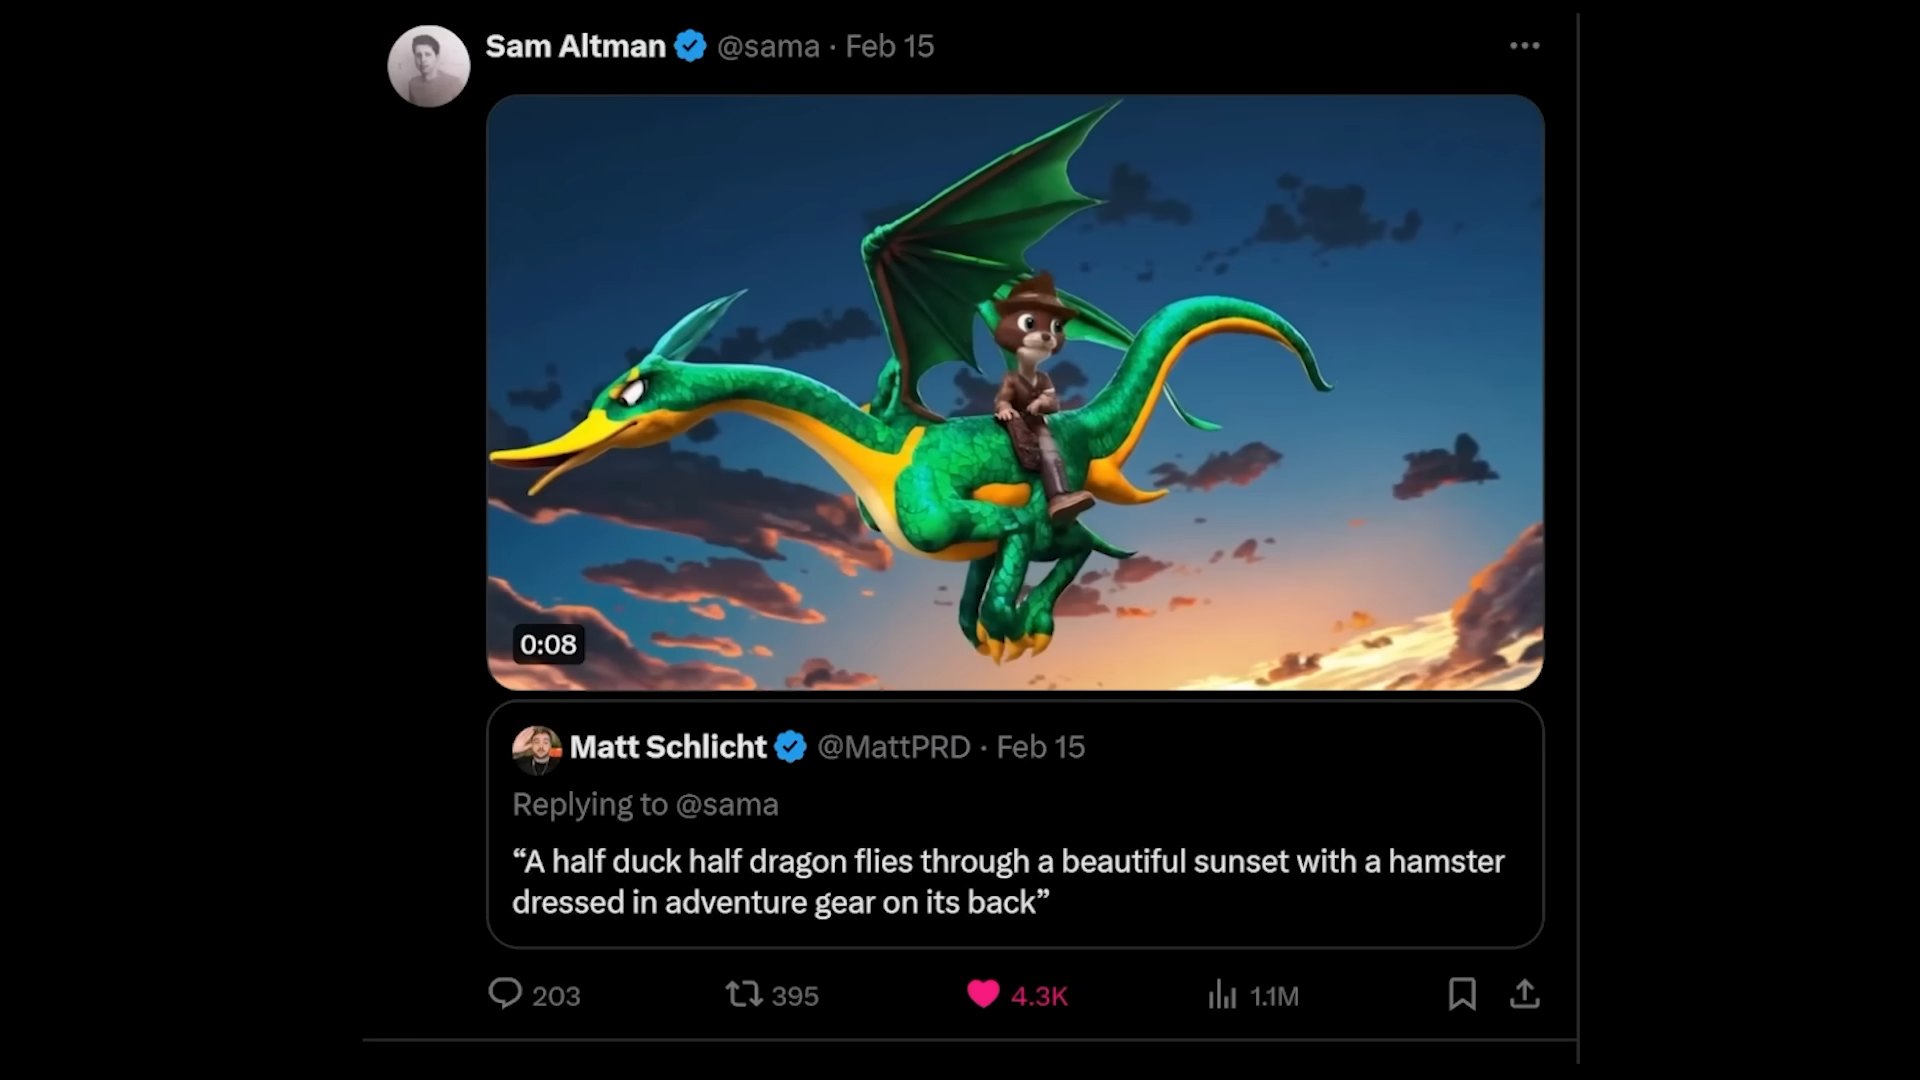 Sam Altman @sama · Feb 15
0:08
Matt Schlicht @MattPRD · Feb 15
Replying to @sama
“A half duck half dragon flies through a beautiful sunset with a hamster
dressed in adventure gear on its back”
203 395 4.3K 1.1M